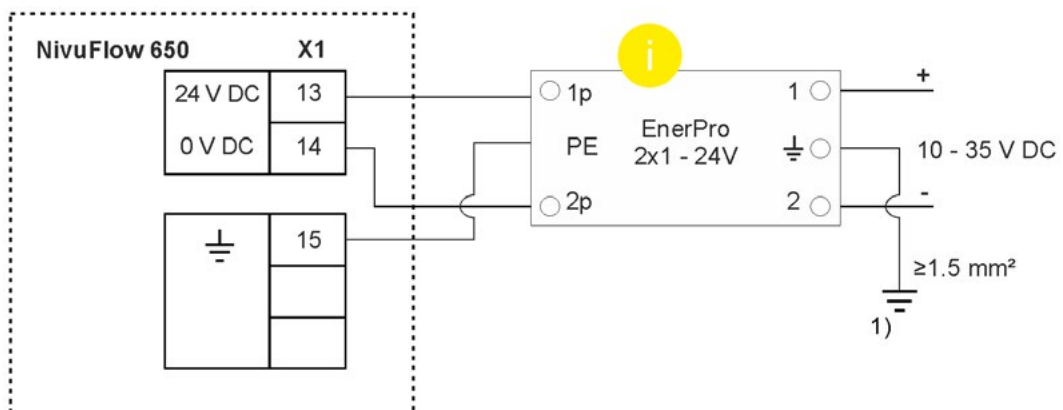 NivuFlow 650 X1
24 V DC 13
0 V DC 14
15
i
1p 1
PE EnerPro
2x1 - 24V
2p 2
+
10 - 35 V DC
-
≥1.5 mm²
1)